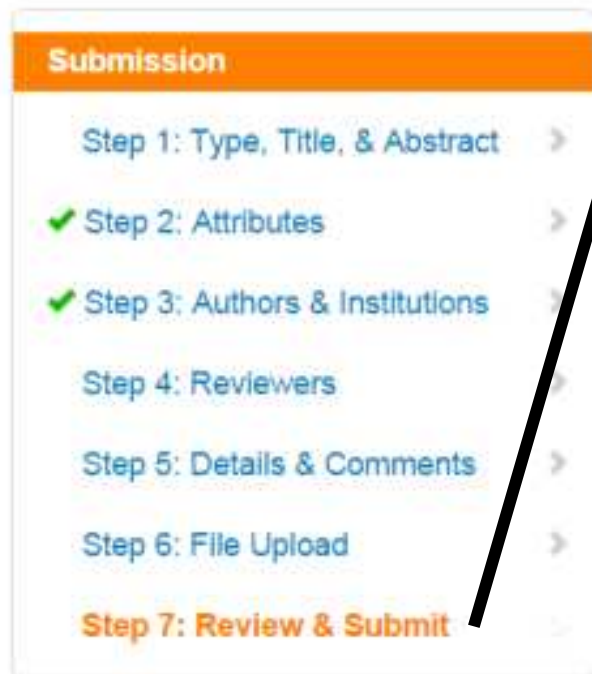 Submission
Step 1: Type, Title, & Abstract
Step 2: Attributes
Step 3: Authors & Institutions
Step 4: Reviewers
Step 5: Details & Comments
Step 6: File Upload
Step 7: Review & Submit